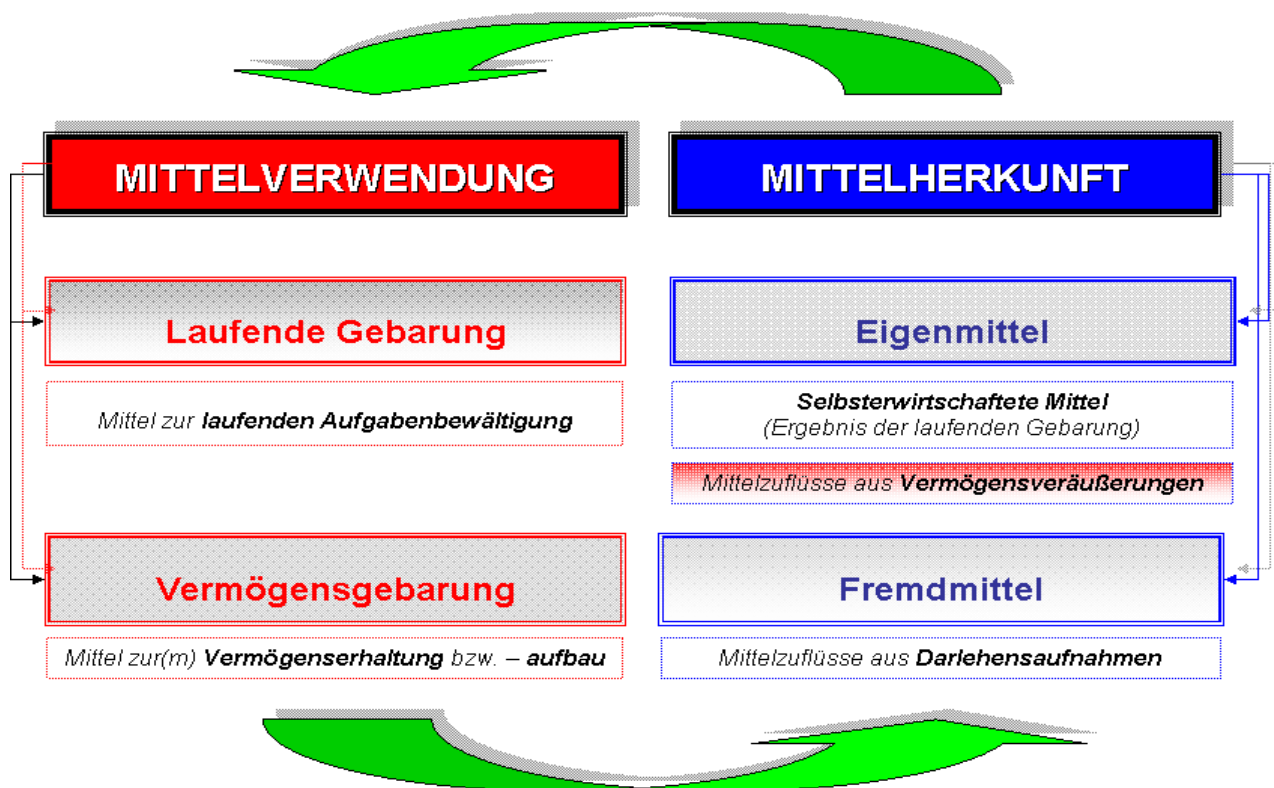 MITTELVERWENDUNG
MITTELHERKUNFT
Laufende Gebarung
Eigenmittel
Mittel zur laufenden Aufgabenbewältigung
Selbsterwirtschaftete Mittel
(Ergebnis der laufenden Gebarung)
Mittelzuflüsse aus Vermögensveräußerungen
Vermögensgebarung
Fremdmittel
Mittel zur(m) Vermögenserhaltung bzw. – aufbau
Mittelzuflüsse aus Darlehensaufnahmen